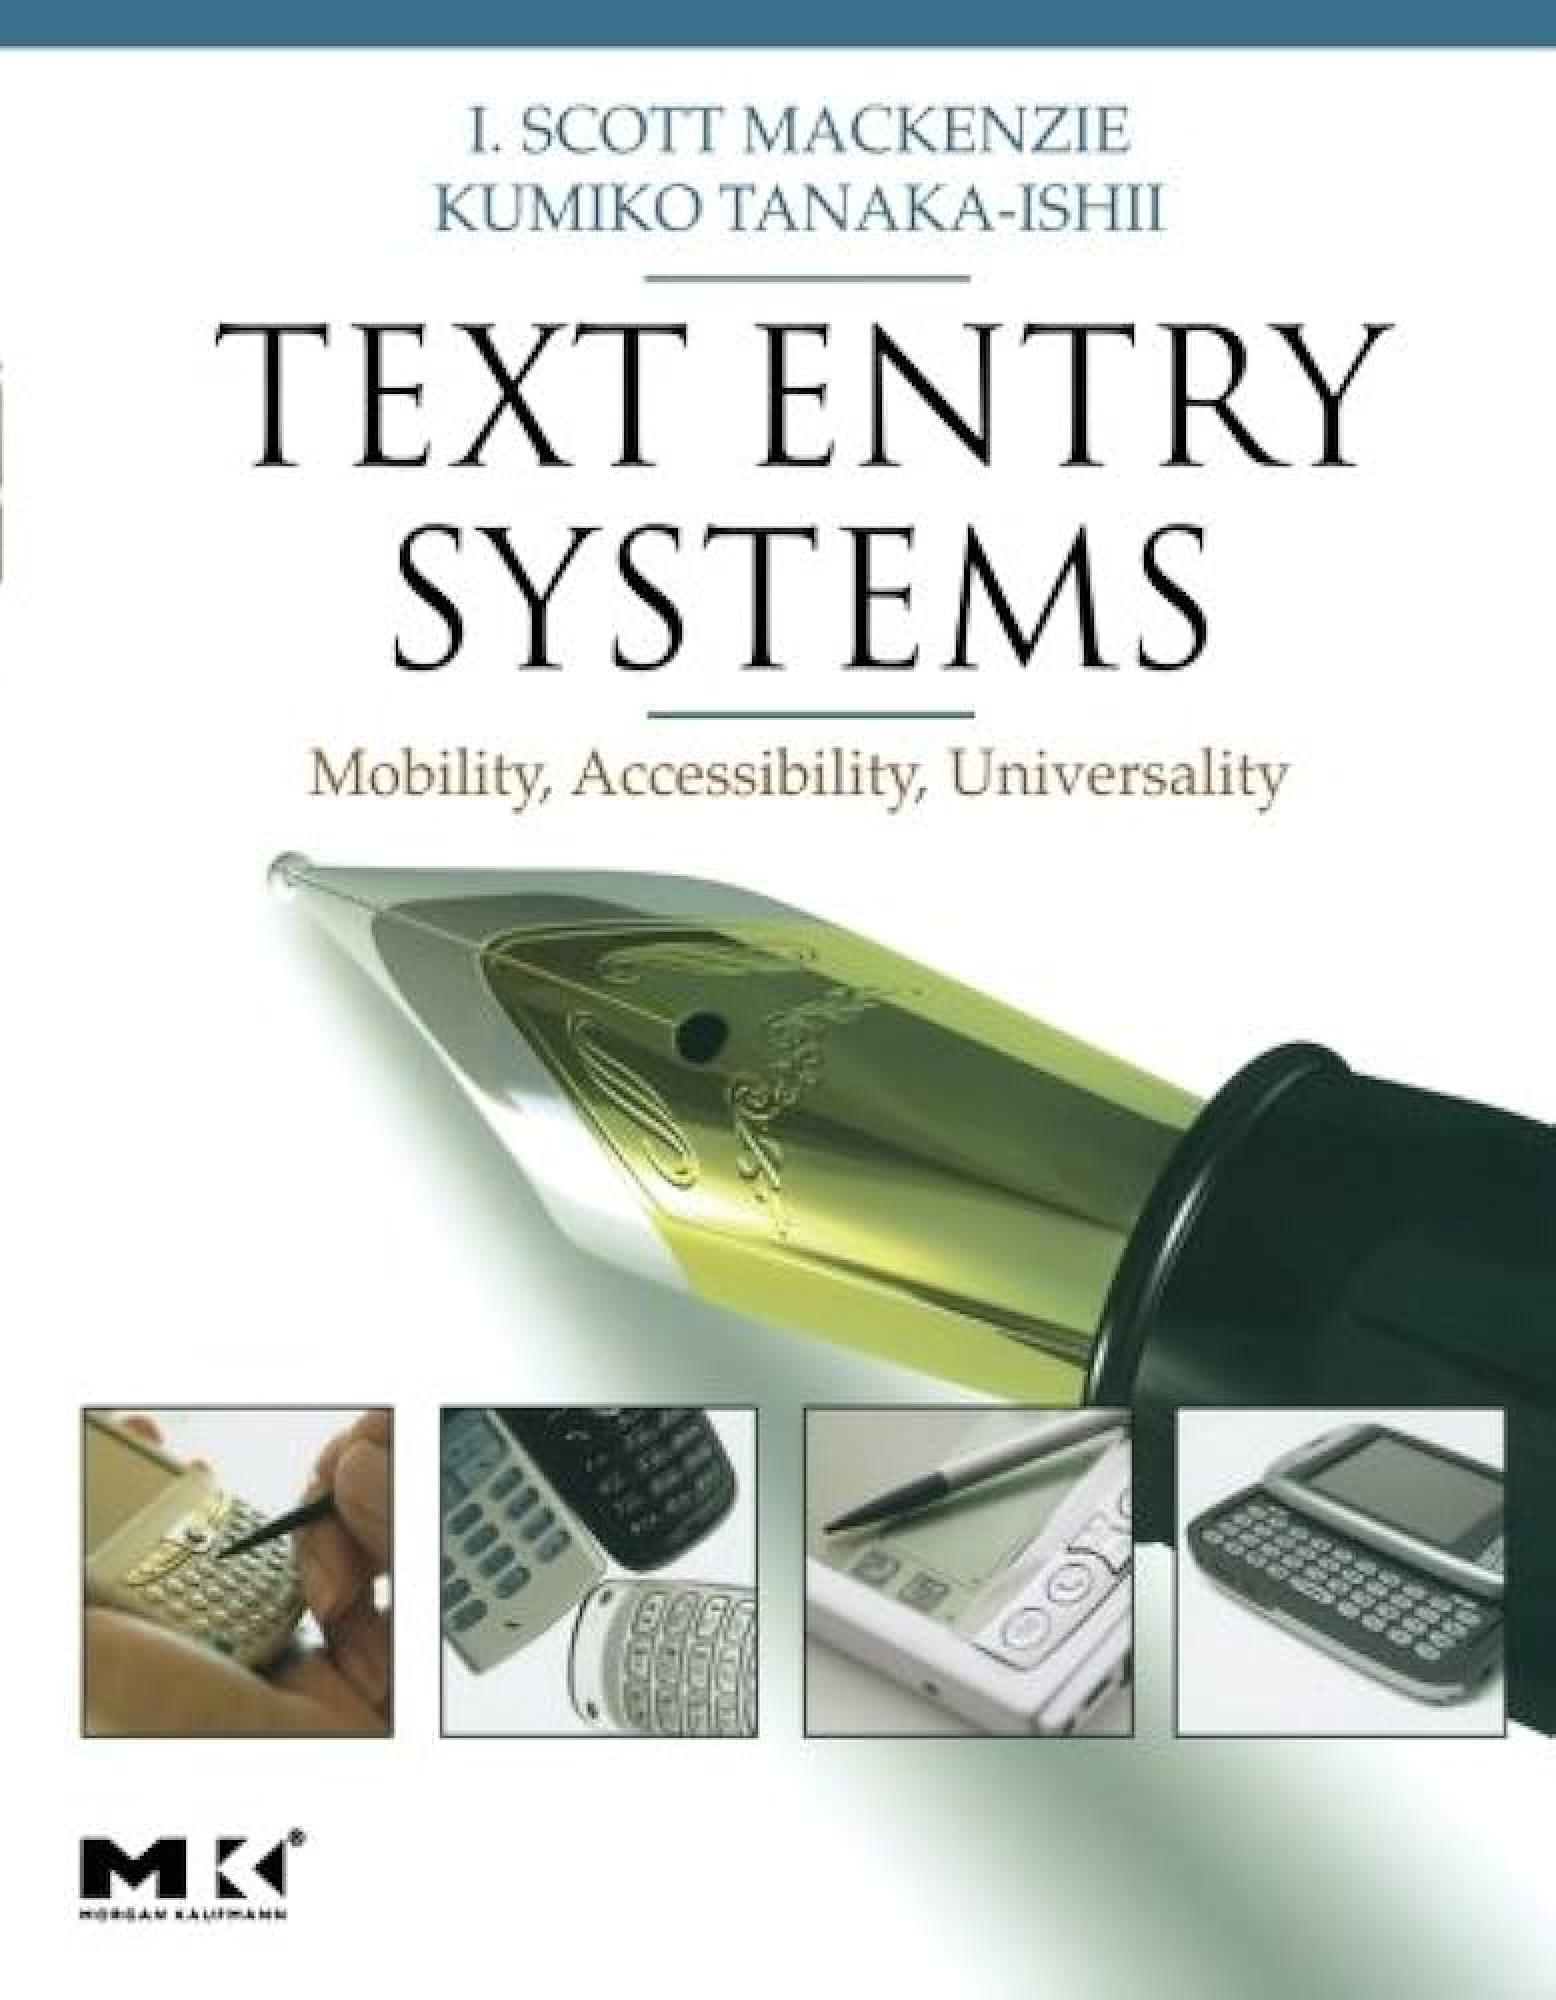 I. SCOTT MACKENZIE
KUMIKO TANAKA-ISHII
TEXT ENTRY
SYSTEMS
Mobility, Accessibility, Universality
MK®
MORGAN KAUFMANN